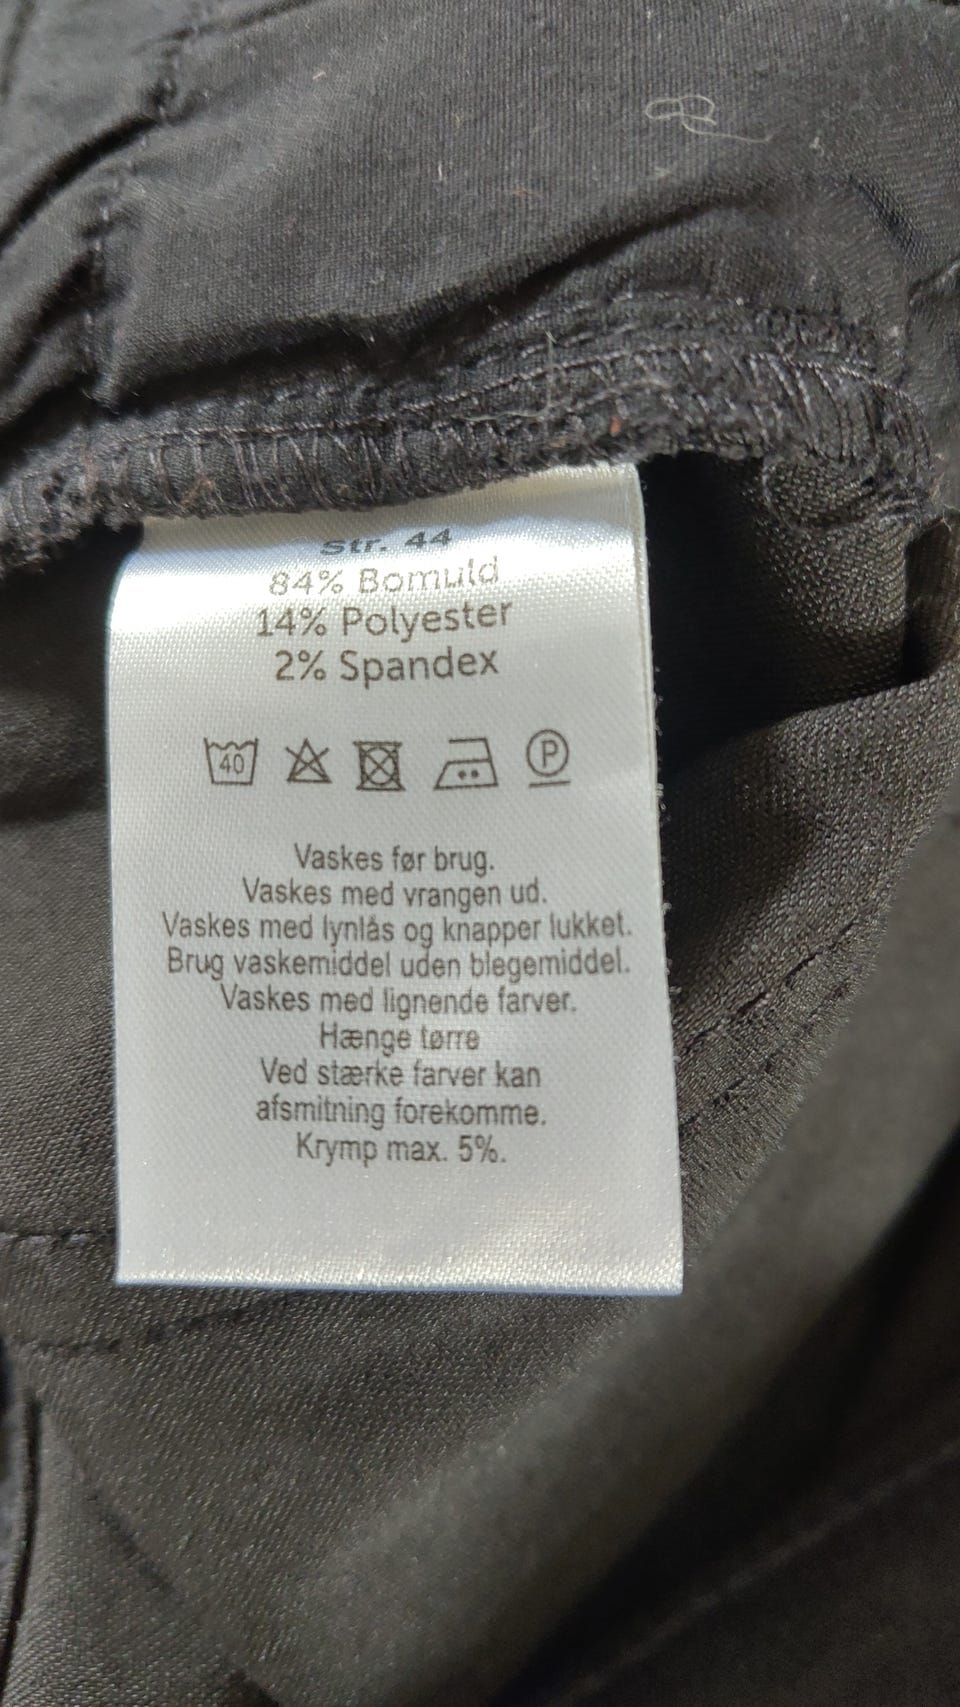 Str. 44
84% Bomuld
14% Polyester
2% Spandex
40 P
Vaskes før brug.
Vaskes med vrangen ud.
Vaskes med lynlås og knapper lukket.
Brug vaskemiddel uden blegemiddel.
Vaskes med lignende farver.
Hænge tørre
Ved stærke farver kan
afsmitning forekomme.
Krymp max. 5%.